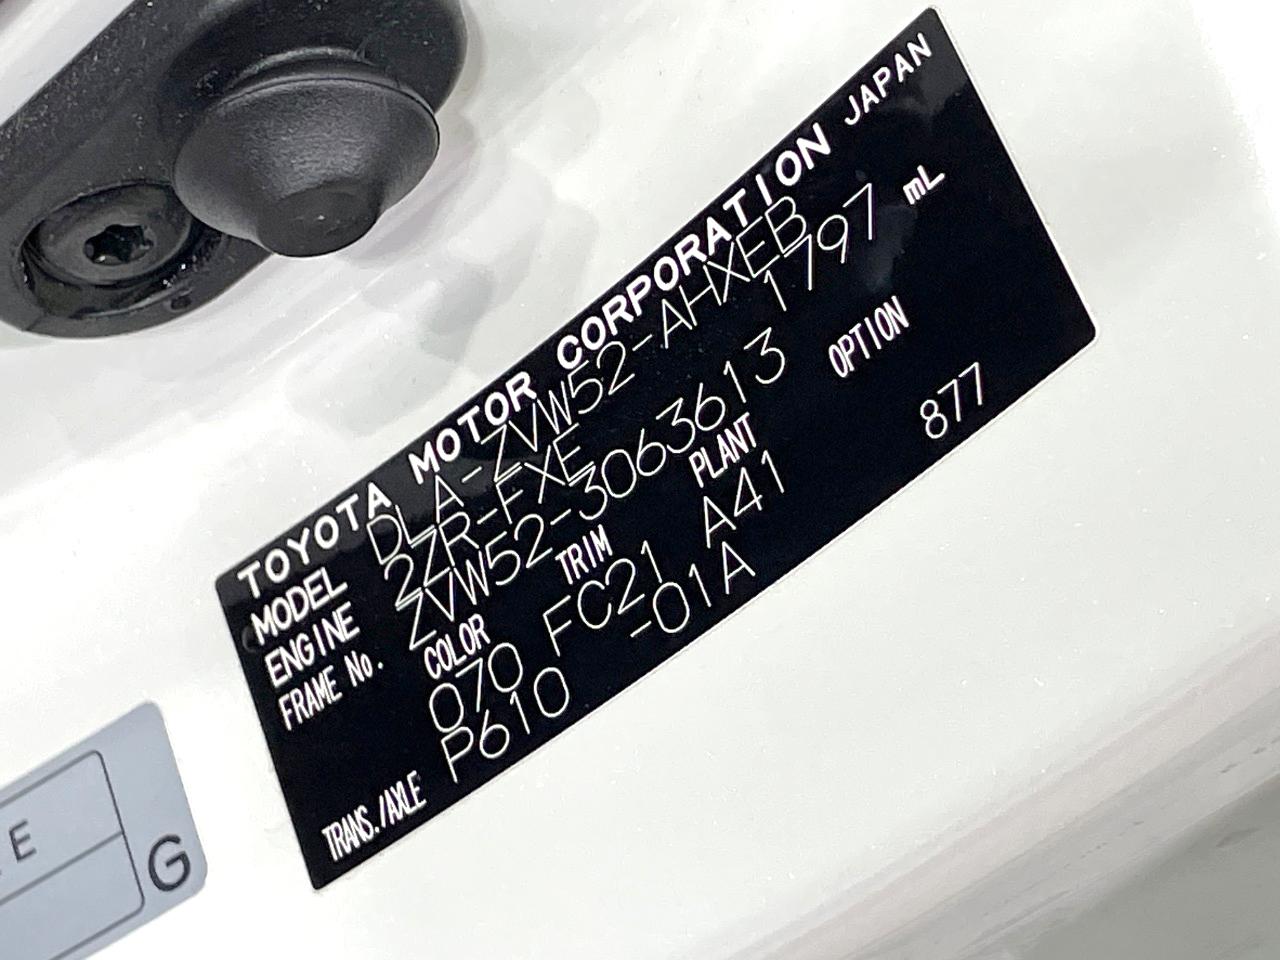 TOYOTA MOTOR CORPORATION JAPAN
MODEL DLA-ZVW52-AHXEB
ENGINE 2ZR-FXE 1797 mL
FRAME No. ZVW52-3063613
COLOR TRIM PLANT OPTION
070 FC21 A41 877
TRANS./AXLE P610 -01A
E
G